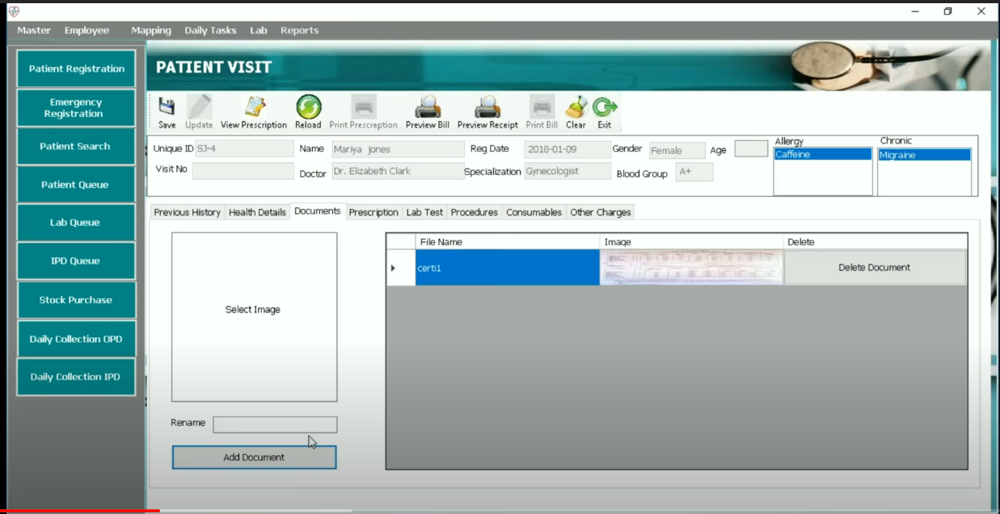 Master Employee Mapping Daily Tasks Lab Reports
Patient Registration
Emergency
Registration
Patient Search
Patient Queue
Lab Queue
IPD Queue
Stock Purchase
Daily Collection OPD
Daily Collection IPD
PATIENT VISIT
Save Update View Prescription Reload Print Prescreption Preview Bill Preview Receipt Print Bill Clear Exit
Unique ID SJ-4 Name Mariya jones Reg Date 2018-01-09 Gender Female Age
Visit No Doctor Dr. Elizabeth Clark Specialization Gynecologist Blood Group A+
Allergy Chronic
Caffeine Migraine
Previous History Health Details Documents Prescription Lab Test Procedures Consumables Other Charges
Select Image
Rename
Add Document
File Name Image Delete
certi1 Delete Document